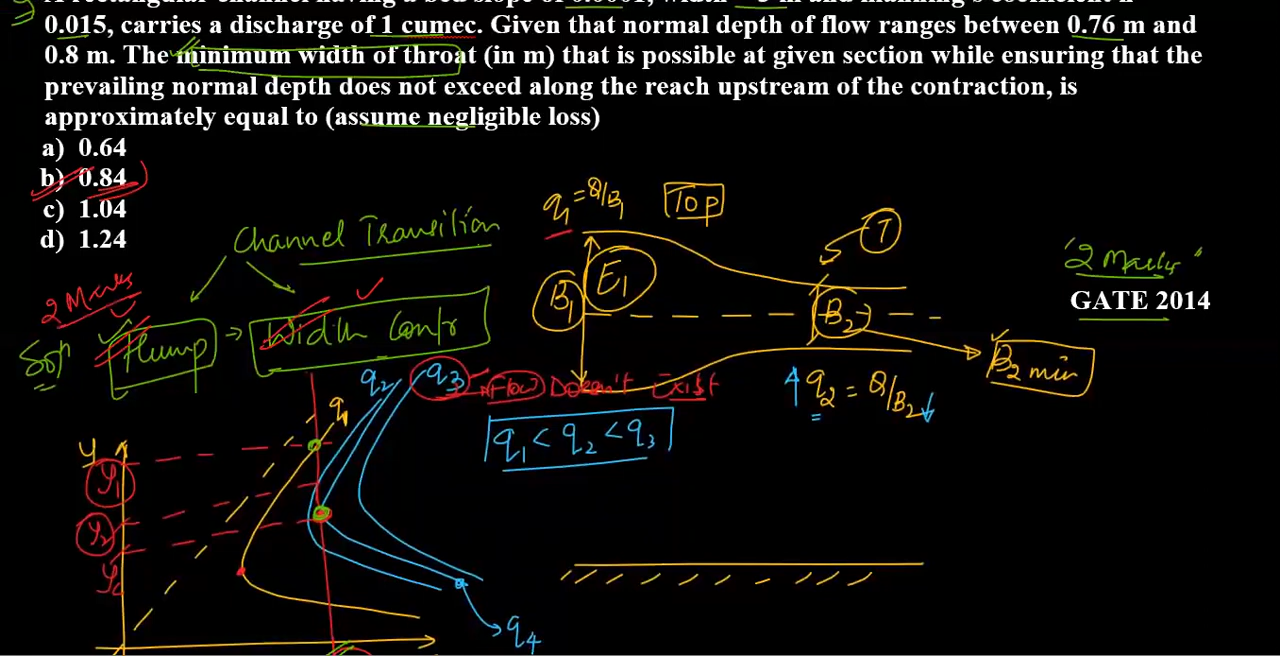 0.015, carries a discharge of 1 cumec. Given that normal depth of flow ranges between 0.76 m and
0.8 m. The minimum width of throat (in m) that is possible at given section while ensuring that the
prevailing normal depth does not exceed along the reach upstream of the contraction, is
approximately equal to (assume negligible loss)
a) 0.64
b) 0.84
c) 1.04
d) 1.24
q1 = Q/B1
Top
T
Channel Transition
"2 Marks"
GATE 2014
E1
B1
B2
2 Marks
Sol
Hump
Width Contr
B2 min
q1
q2
q3
Flow Doesn't Exist
q2 = Q/B2
q1 < q2 < q3
y
y1
y2
yc
q4